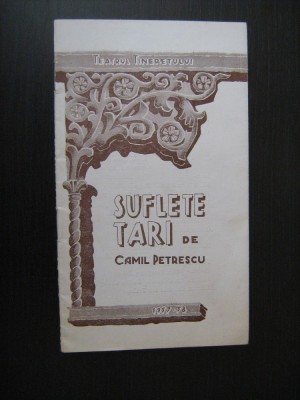 TEATRUL TINERETULUI
SUFLETE
TARI DE
CAMIL PETRESCU